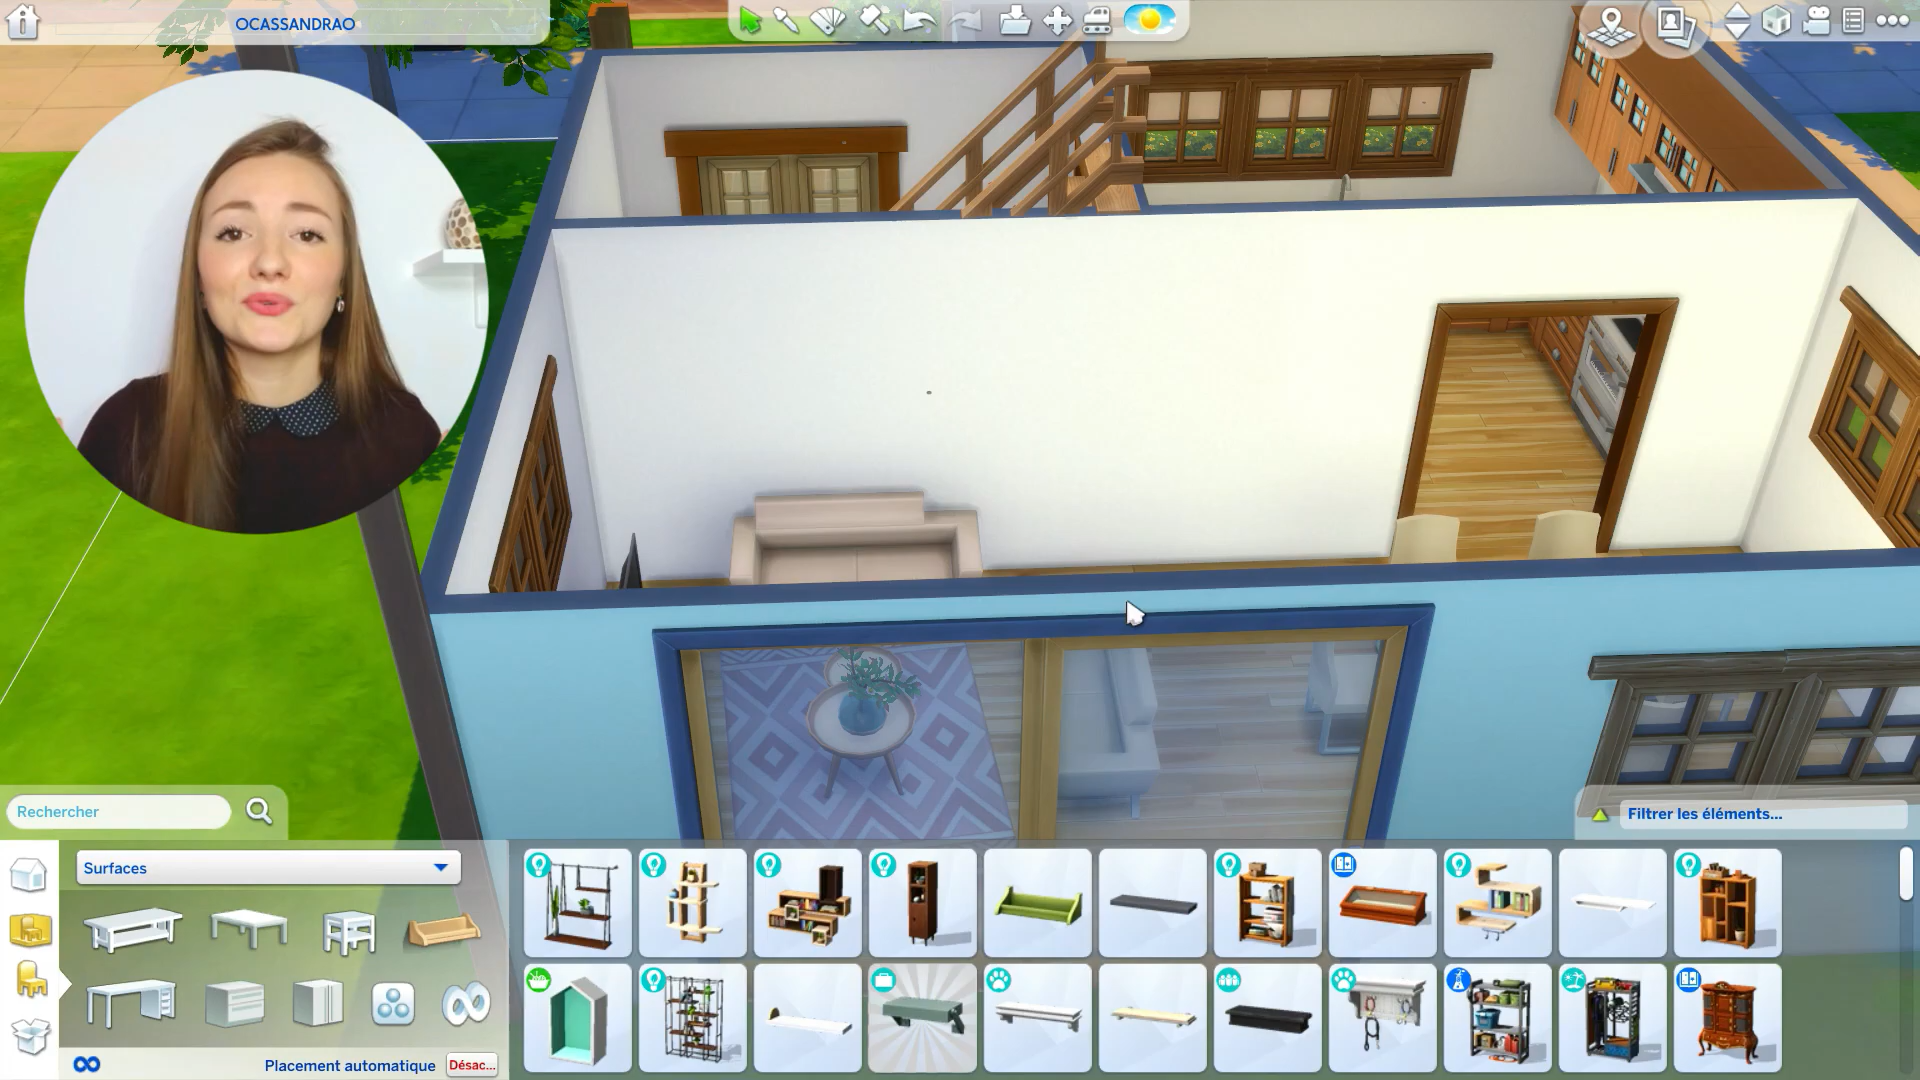 OCASSANDRAO
Rechercher
Filtrer les éléments...
Surfaces
Placement automatique
Désac...